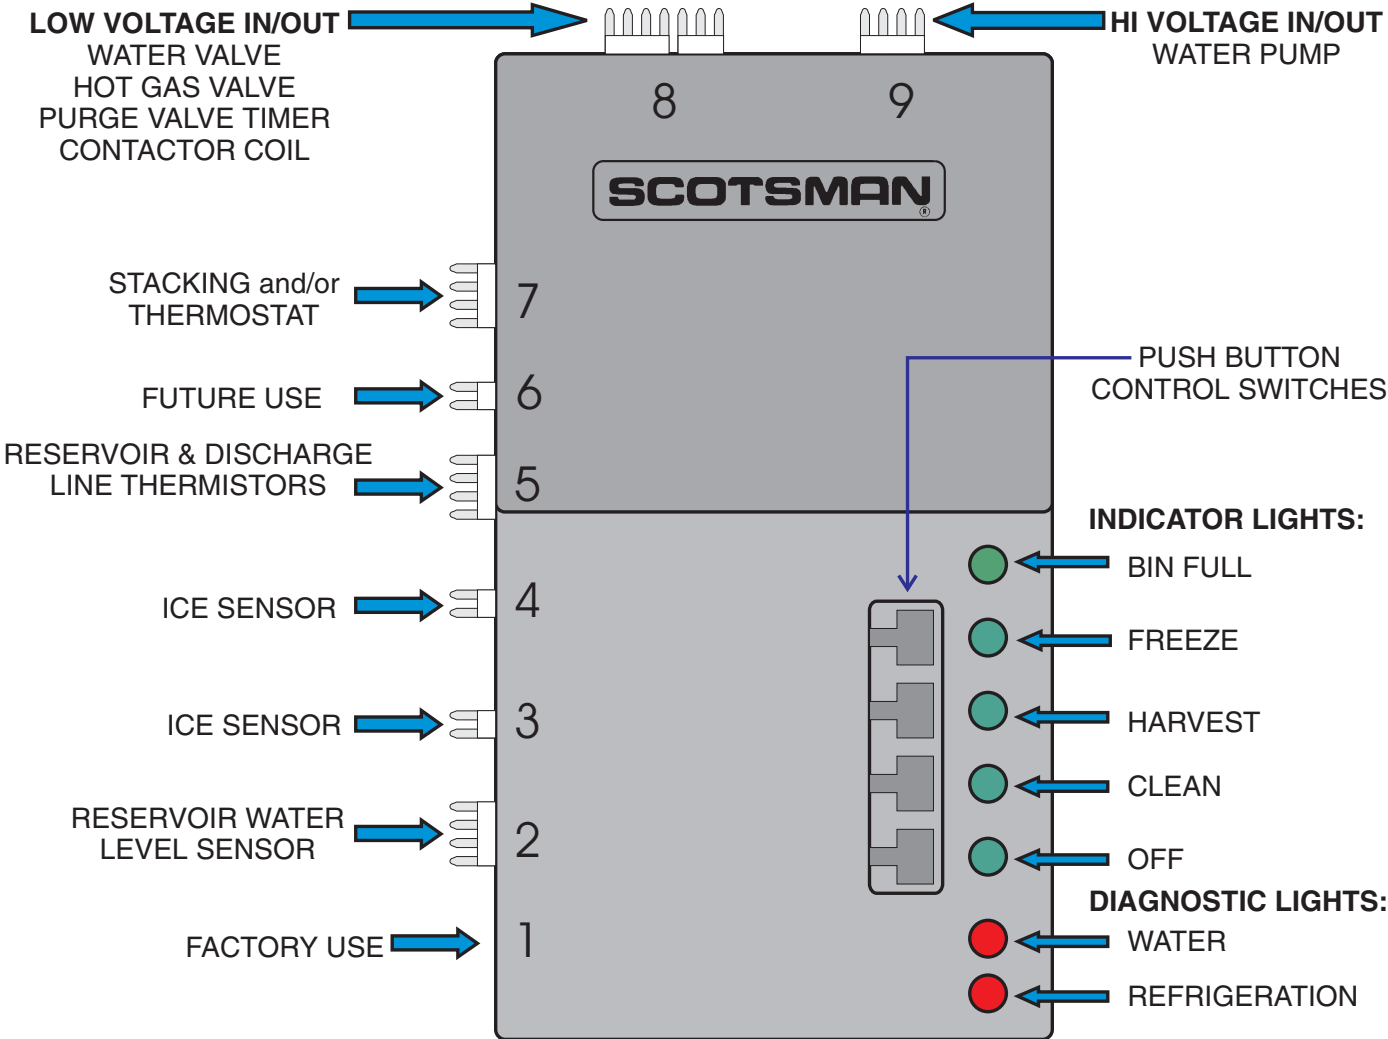 LOW VOLTAGE IN/OUT
WATER VALVE
HOT GAS VALVE
PURGE VALVE TIMER
CONTACTOR COIL
HI VOLTAGE IN/OUT
WATER PUMP
8
9
SCOTSMAN®
STACKING and/or
THERMOSTAT
7
FUTURE USE
6
RESERVOIR & DISCHARGE
LINE THERMISTORS
5
ICE SENSOR
4
ICE SENSOR
3
RESERVOIR WATER
LEVEL SENSOR
2
FACTORY USE
1
PUSH BUTTON
CONTROL SWITCHES
INDICATOR LIGHTS:
BIN FULL
FREEZE
HARVEST
CLEAN
OFF
DIAGNOSTIC LIGHTS:
WATER
REFRIGERATION